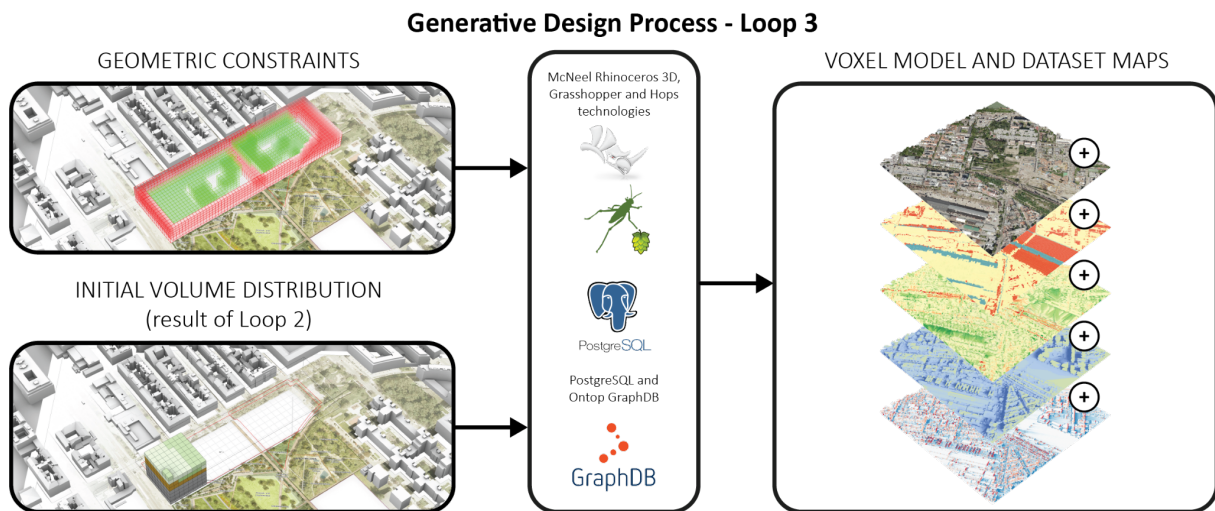 Generative Design Process - Loop 3
GEOMETRIC CONSTRAINTS
INITIAL VOLUME DISTRIBUTION
(result of Loop 2)
McNeel Rhinoceros 3D,
Grasshopper and Hops
technologies
PostgreSQL
PostgreSQL and
Ontop GraphDB
GraphDB
VOXEL MODEL AND DATASET MAPS
+
+
+
+
+